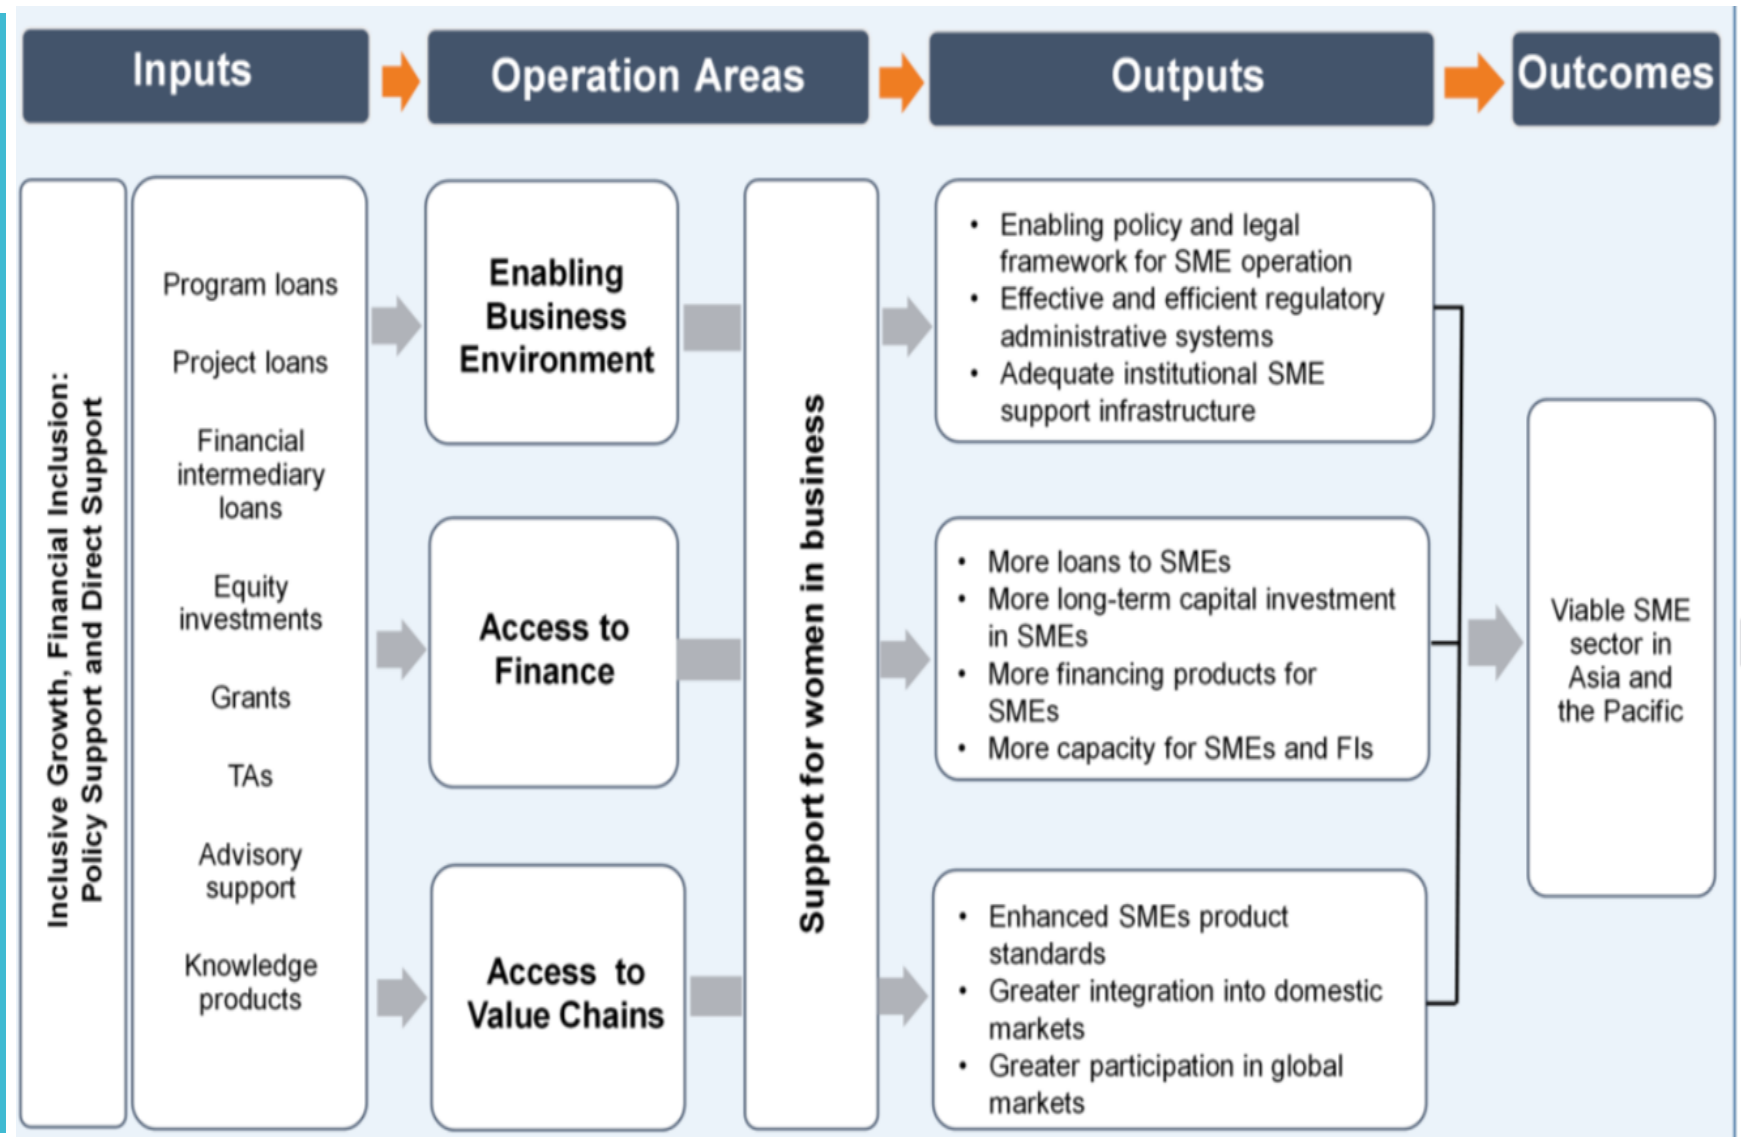 Inputs
Operation Areas
Outputs
Outcomes
Inclusive Growth, Financial Inclusion:
Policy Support and Direct Support
Program loans
Project loans
Financial
intermediary
loans
Equity
investments
Grants
TAs
Advisory
support
Knowledge
products
Enabling
Business
Environment
Access to
Finance
Access to
Value Chains
Support for women in business
• Enabling policy and legal
framework for SME operation
• Effective and efficient regulatory
administrative systems
• Adequate institutional SME
support infrastructure
• More loans to SMEs
• More long-term capital investment
in SMEs
• More financing products for
SMEs
• More capacity for SMEs and FIs
• Enhanced SMEs product
standards
• Greater integration into domestic
markets
• Greater participation in global
markets
Viable SME
sector in
Asia and
the Pacific